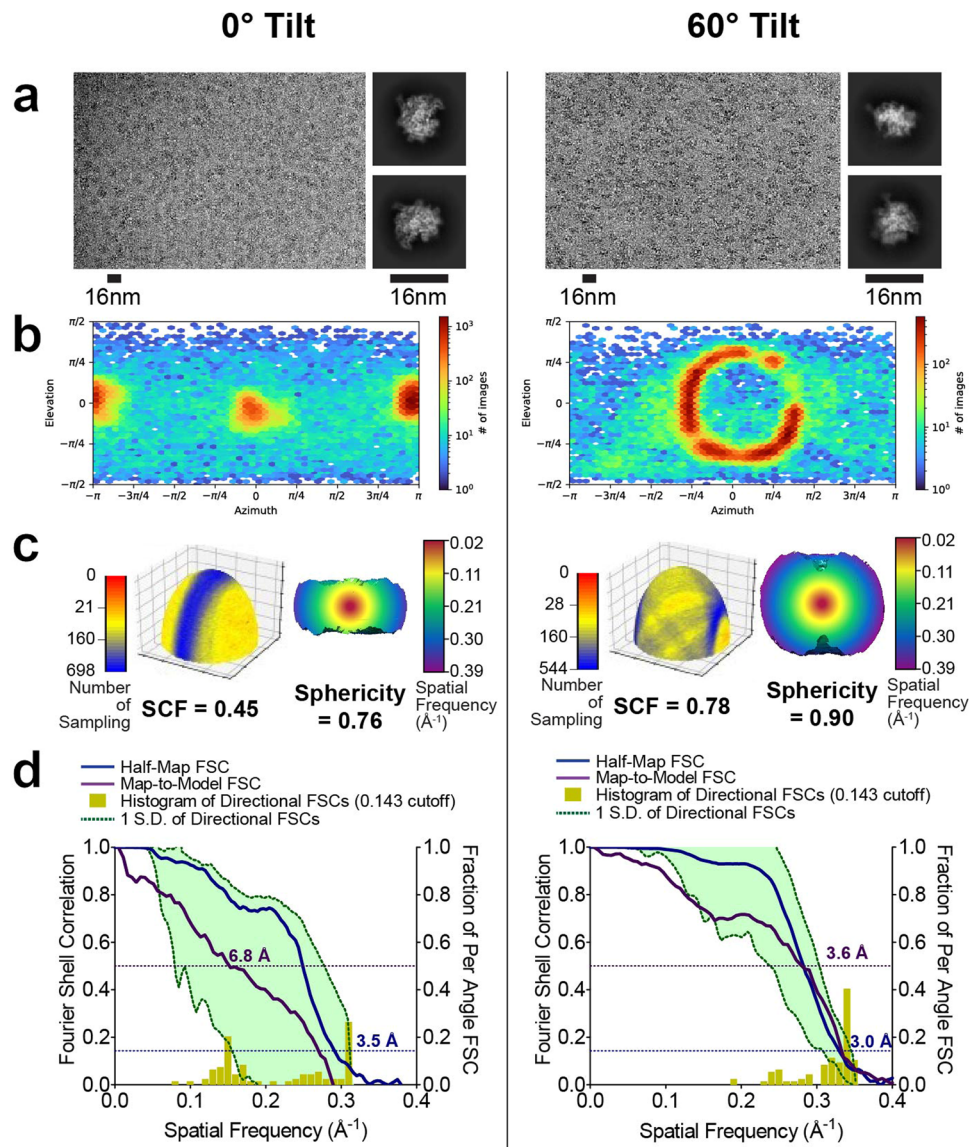 0° Tilt
60° Tilt
a
16nm
16nm
16nm
16nm
b
π/2
π/4
0
−π/4
−π/2
Elevation
−π
−3π/4
−π/2
−π/4
0
π/4
π/2
3π/4
π
Azimuth
10³
10²
10¹
10⁰
# of images
π/2
π/4
0
−π/4
−π/2
Elevation
−π
−3π/4
−π/2
−π/4
0
π/4
π/2
3π/4
π
Azimuth
10²
10¹
10⁰
# of images
c
0
21
160
698
Number
of
Sampling
SCF = 0.45
Sphericity
= 0.76
0.02
0.11
0.21
0.30
0.39
Spatial
Frequency
(Å⁻¹)
0
28
160
544
Number
of
Sampling
SCF = 0.78
Sphericity
= 0.90
0.02
0.11
0.21
0.30
0.39
Spatial
Frequency
(Å⁻¹)
d
Half-Map FSC
Map-to-Model FSC
Histogram of Directional FSCs (0.143 cutoff)
1 S.D. of Directional FSCs
1.0
0.8
0.6
0.4
0.2
0.0
Fourier Shell Correlation
6.8 Å
3.5 Å
1.0
0.8
0.6
0.4
0.2
0.0
Fraction of Per Angle FSC
0.0
0.1
0.2
0.3
0.4
Spatial Frequency (Å⁻¹)
Half-Map FSC
Map-to-Model FSC
Histogram of Directional FSCs (0.143 cutoff)
1 S.D. of Directional FSCs
1.0
0.8
0.6
0.4
0.2
0.0
Fourier Shell Correlation
3.6 Å
3.0 Å
1.0
0.8
0.6
0.4
0.2
0.0
Fraction of Per Angle FSC
0.0
0.1
0.2
0.3
0.4
Spatial Frequency (Å⁻¹)